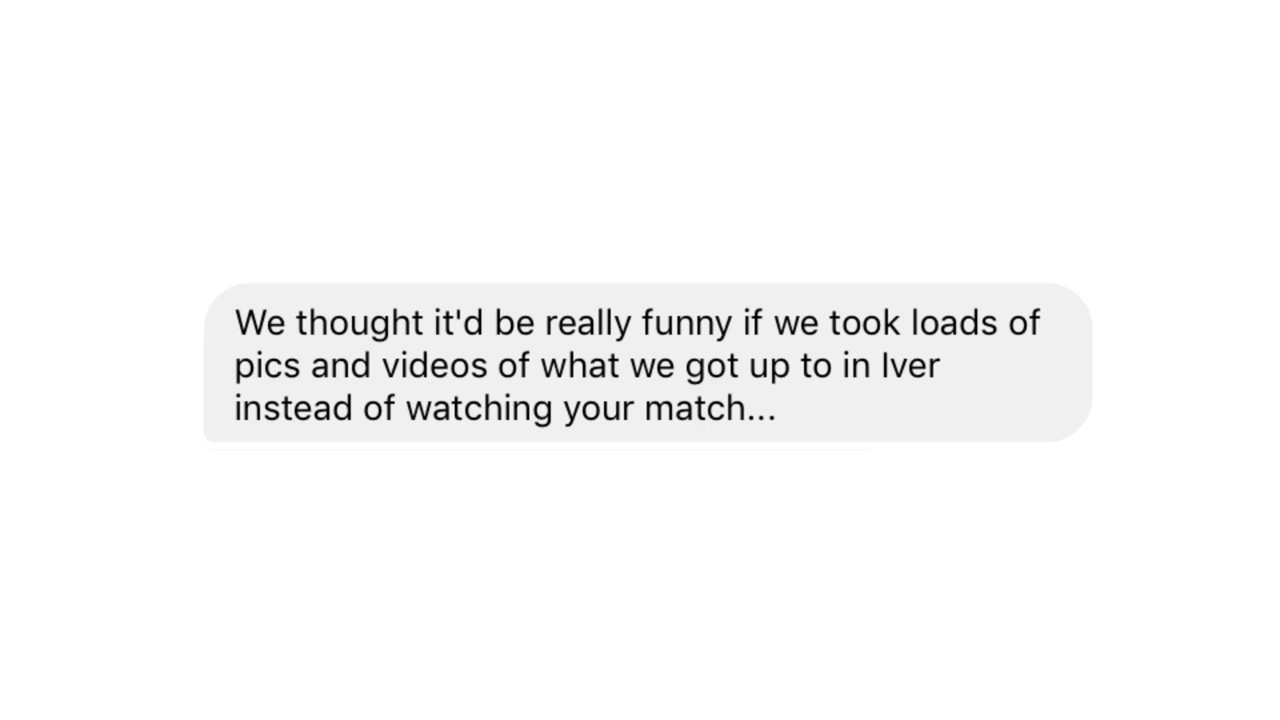 We thought it'd be really funny if we took loads of
pics and videos of what we got up to in Iver
instead of watching your match...